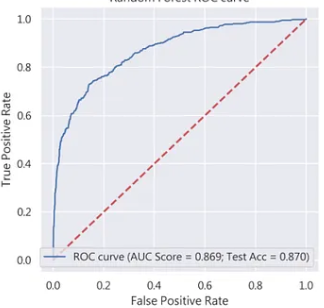 Random Forest ROC curve
1.0
0.8
0.6
0.4
0.2
0.0
True Positive Rate
ROC curve (AUC Score = 0.869; Test Acc = 0.870)
0.0 0.2 0.4 0.6 0.8 1.0
False Positive Rate